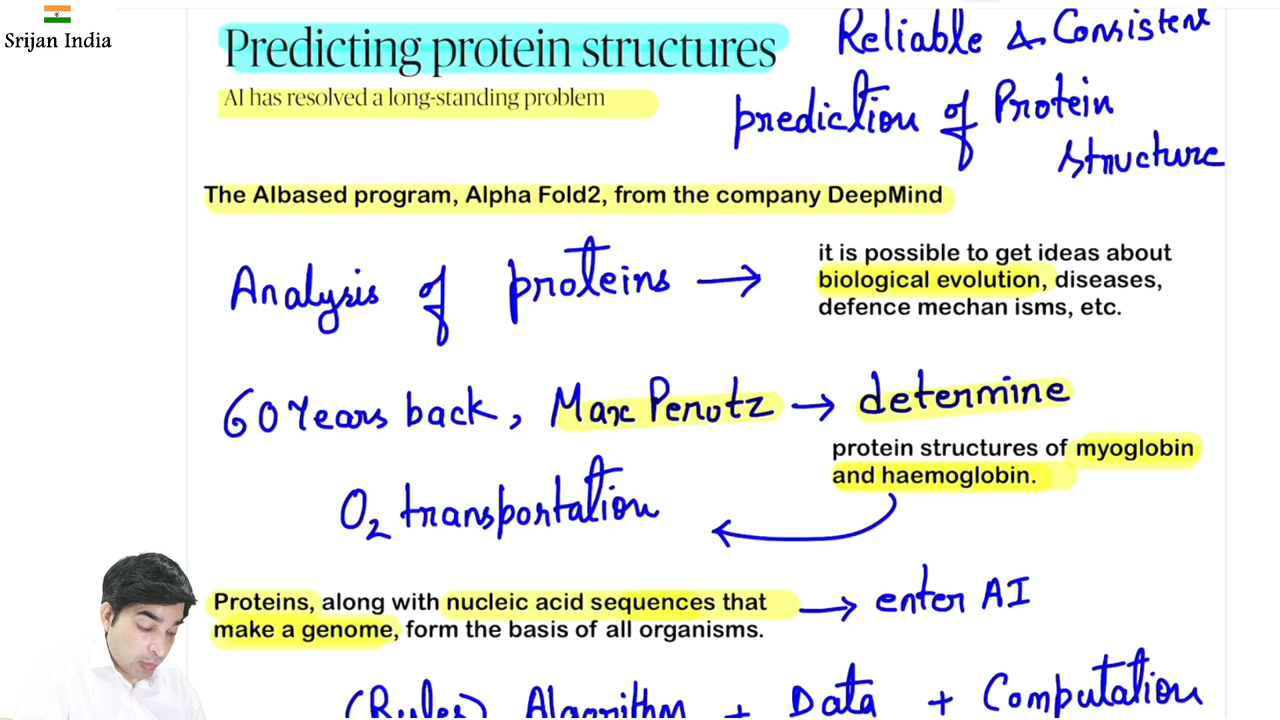 Srijan India
Predicting protein structures
AI has resolved a long-standing problem
Reliable & Consistent
prediction of Protein
structure
The AIbased program, Alpha Fold2, from the company DeepMind
Analysis of proteins →
it is possible to get ideas about
biological evolution, diseases,
defence mechan isms, etc.
60 Years back, Max Perutz → determine
protein structures of myoglobin
and haemoglobin.
O2 transportation
Proteins, along with nucleic acid sequences that
make a genome, form the basis of all organisms.
→ enter AI
(Rules) Algorithm + Data + Computation